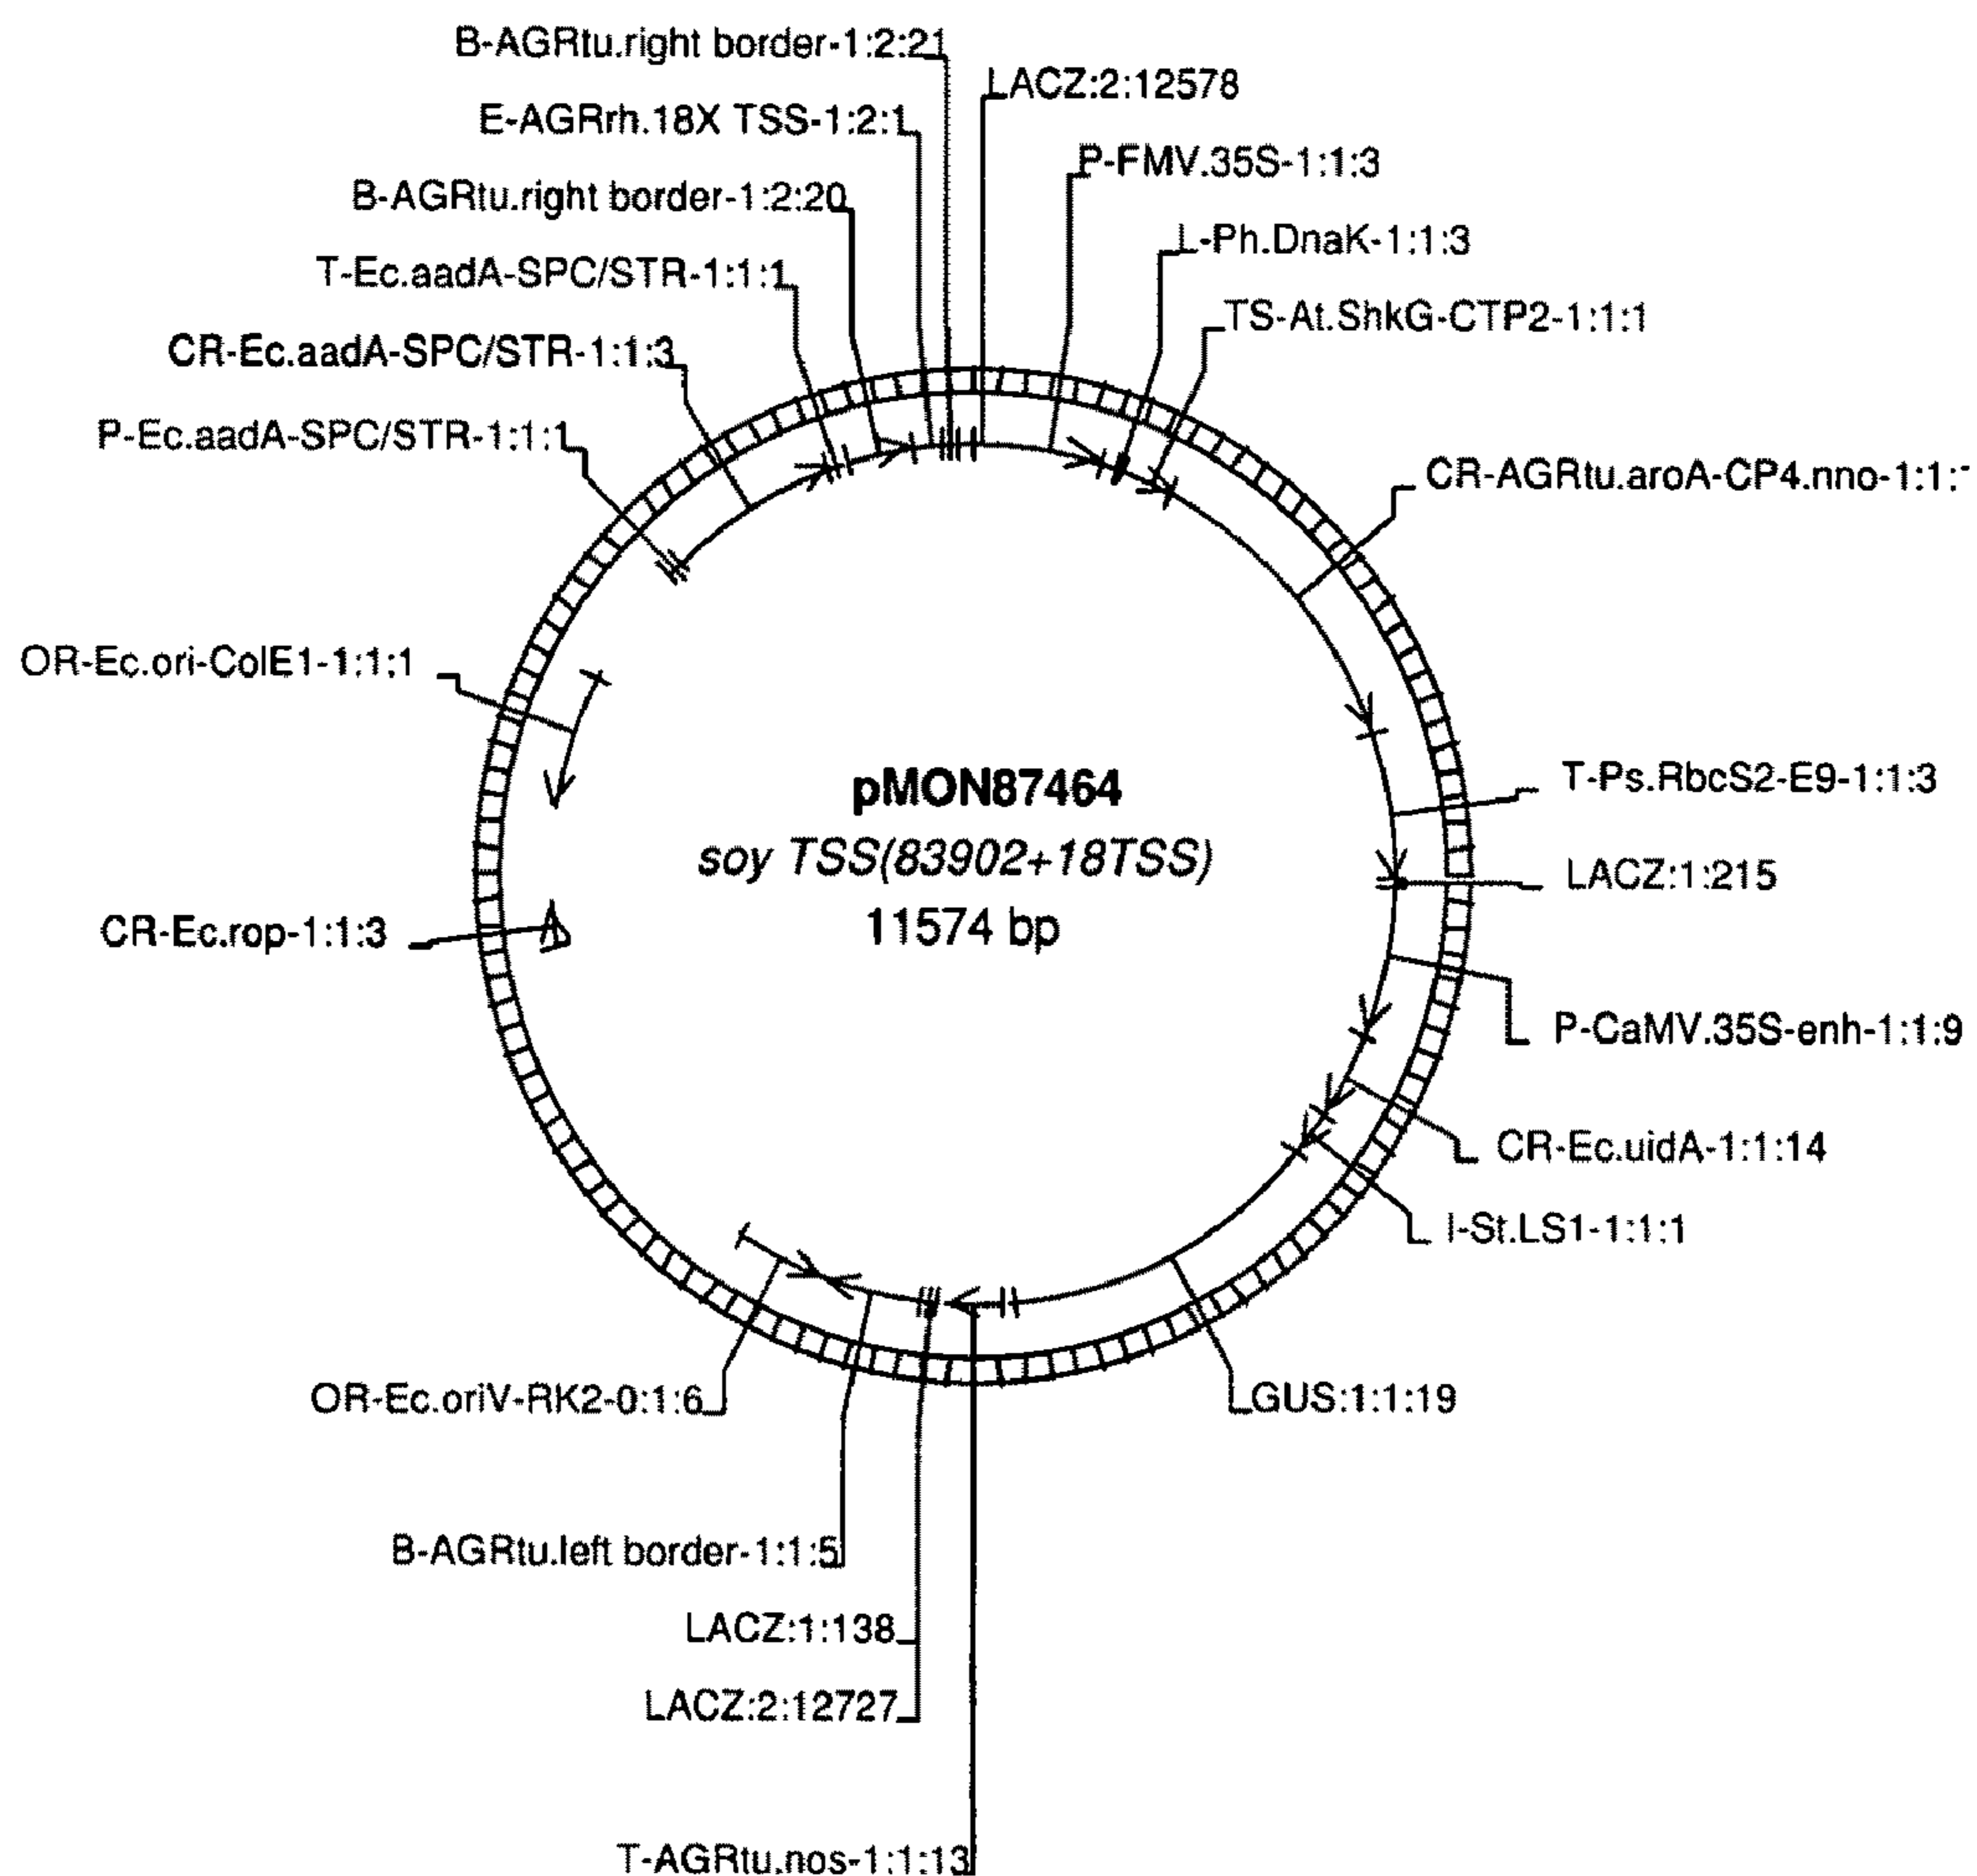 B-AGRtu.right border-1:2:21
LACZ:2:12578
E-AGRrh.18X TSS-1:2:1
P-FMV.35S-1:1:3
B-AGRtu.right border-1:2:20
L-Ph.DnaK-1:1:3
T-Ec.aadA-SPC/STR-1:1:1
TS-At.ShkG-CTP2-1:1:1
CR-Ec.aadA-SPC/STR-1:1:3
P-Ec.aadA-SPC/STR-1:1:1
CR-AGRtu.aroA-CP4.nno-1:1:
OR-Ec.ori-ColE1-1:1:1
pMON87464
T-Ps.RbcS2-E9-1:1:3
soy TSS(83902+18TSS)
LACZ:1:215
CR-Ec.rop-1:1:3
11574 bp
P-CaMV.35S-enh-1:1:9
CR-Ec.uidA-1:1:14
I-St.LS1-1:1:1
OR-Ec.oriV-RK2-0:1:6
GUS:1:1:19
B-AGRtu.left border-1:1:5
LACZ:1:138
LACZ:2:12727
T-AGRtu.nos-1:1:13